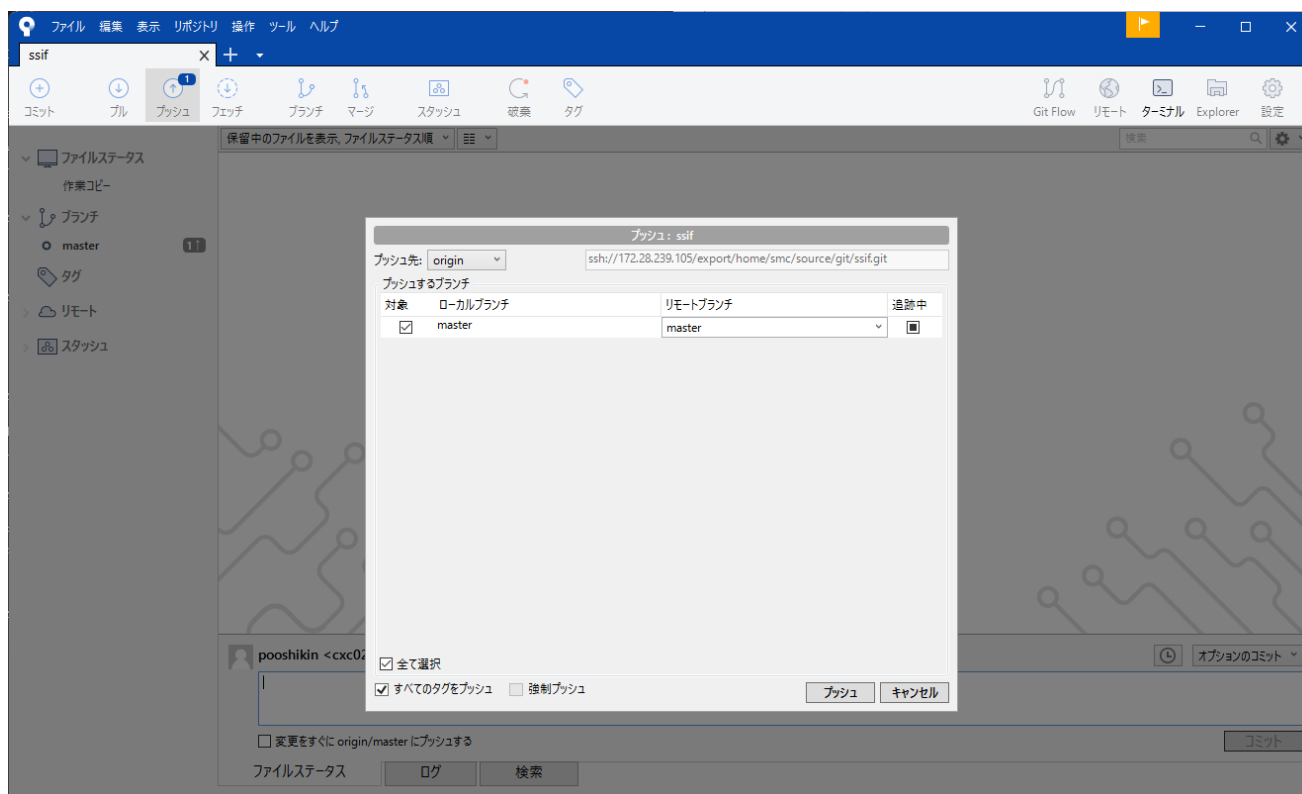 ファイル 編集 表示 リポジトリ 操作 ツール ヘルプ
ssif
コミット プル プッシュ 1 フェッチ ブランチ マージ スタッシュ 破棄 タグ Git Flow リモート ターミナル Explorer 設定
保留中のファイルを表示, ファイルステータス順 検索
ファイルステータス
作業コピー
ブランチ
master 1↑
タグ
リモート
スタッシュ
プッシュ : ssif
プッシュ先: origin ssh://172.28.239.105/export/home/smc/source/git/ssif.git
プッシュするブランチ
対象 ローカルブランチ リモートブランチ 追跡中
master master
全て選択
すべてのタグをプッシュ 強制プッシュ プッシュ キャンセル
pooshikin <cxc02 オプションのコミット
変更をすぐに origin/master にプッシュする コミット
ファイルステータス ログ 検索